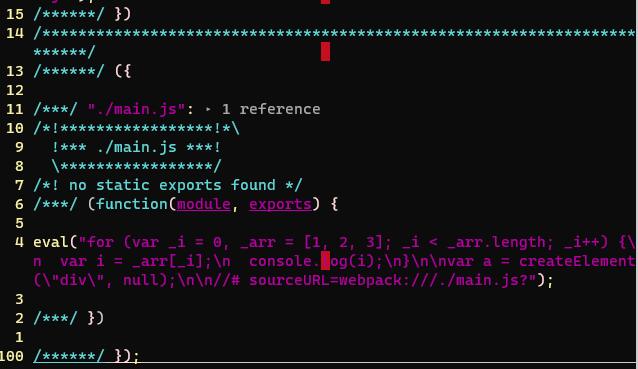 15 /******/ })
14 /************************************************************************
******/
13 /******/ ({
12
11 /***/ "./main.js": ‣ 1 reference
10 /*!*****************!*\
9   !*** ./main.js ***!
8   \*****************/
7 /*! no static exports found */
6 /***/ (function(module, exports) {
5
4 eval("for (var _i = 0, _arr = [1, 2, 3]; _i < _arr.length; _i++) {\
n  var i = _arr[_i];\n  console.log(i);\n}\n\nvar a = createElement
(\"div\", null);\n\n//# sourceURL=webpack:///./main.js?");
3
2 /***/ })
1
100 /******/ });